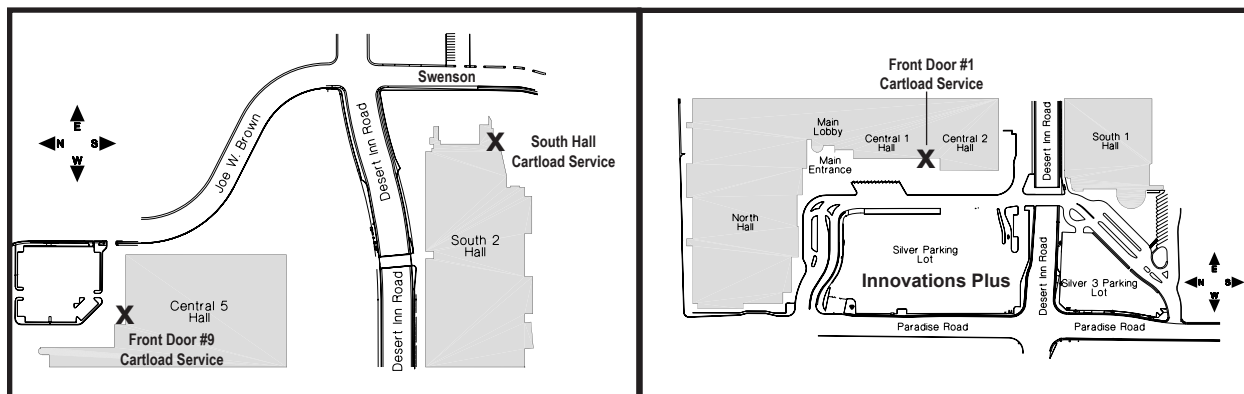 Swenson
E
N
S
W
Joe W. Brown
Desert Inn Road
South Hall
Cartload Service
South 2
Hall
Central 5
Hall
Front Door #9
Cartload Service
Desert Inn Road
Front Door #1
Cartload Service
Main
Lobby
Central 1
Hall
Central 2
Hall
Main
Entrance
Desert Inn Road
South 1
Hall
North
Hall
Silver Parking
Lot
Innovations Plus
Desert Inn Road
Silver 3 Parking
Lot
E
N
S
W
Paradise Road
Paradise Road